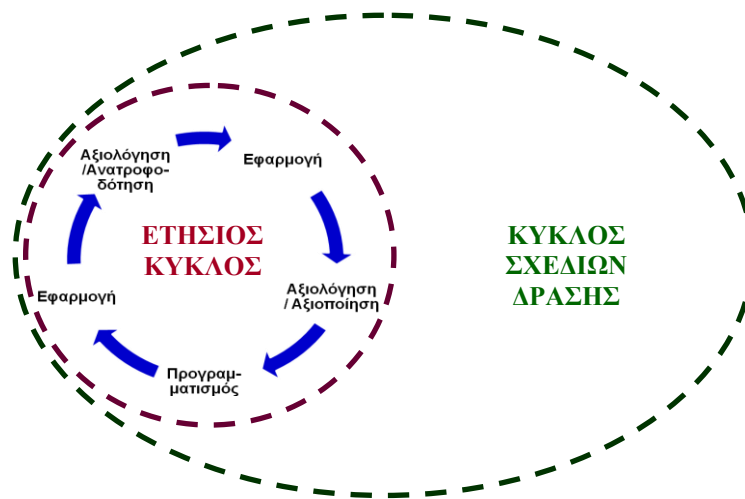 Αξιολόγηση
/Ανατροφο-
δότηση
Εφαρμογή
ΕΤΗΣΙΟΣ
ΚΥΚΛΟΣ
Αξιολόγηση
/Αξιοποίηση
Εφαρμογή
Προγραμ-
ματισμός
ΚΥΚΛΟΣ
ΣΧΕΔΙΩΝ
ΔΡΑΣΗΣ